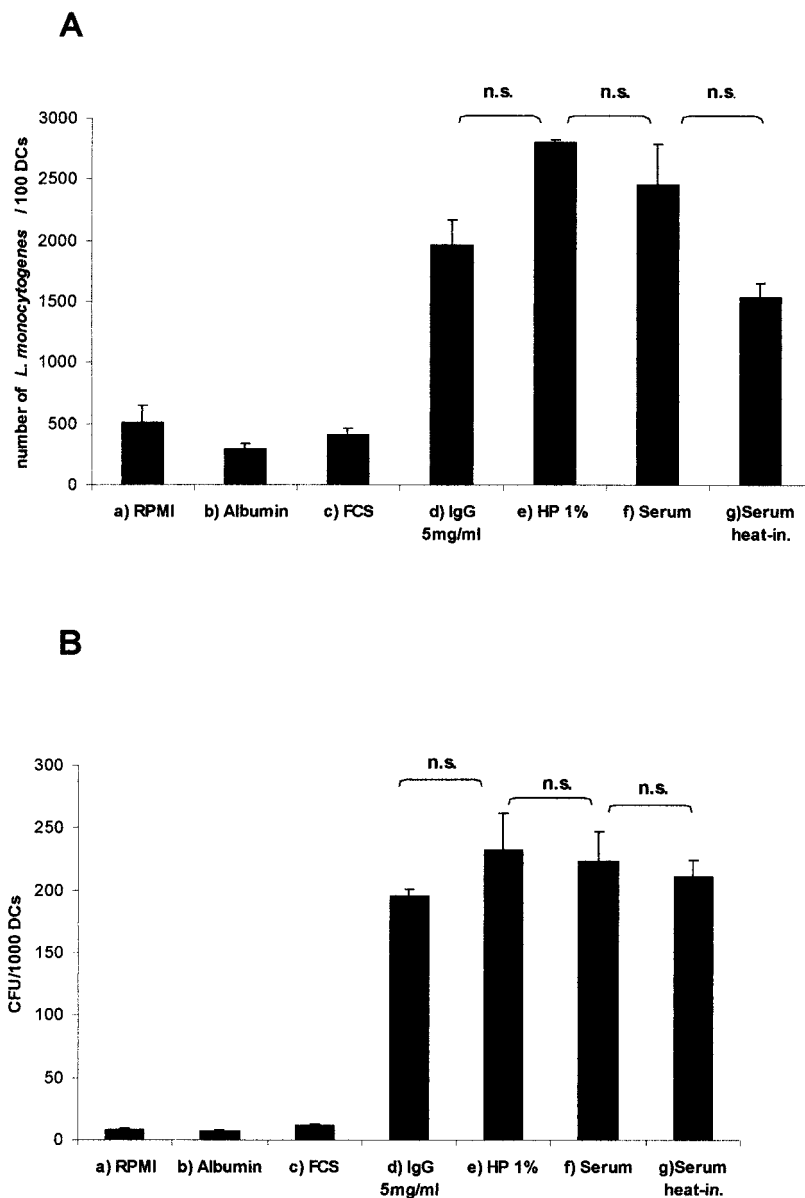 A
n.s. n.s. n.s.
3000
2500
2000
1500
1000
500
0
number of L. monocytogenes / 100 DCs
a) RPMI b) Albumin c) FCS d) IgG e) HP 1% f) Serum g)Serum
5mg/ml heat-in.
B
n.s. n.s. n.s.
300
250
200
150
100
50
0
CFU/1000 DCs
a) RPMI b) Albumin c) FCS d) IgG e) HP 1% f) Serum g)Serum
5mg/ml heat-in.